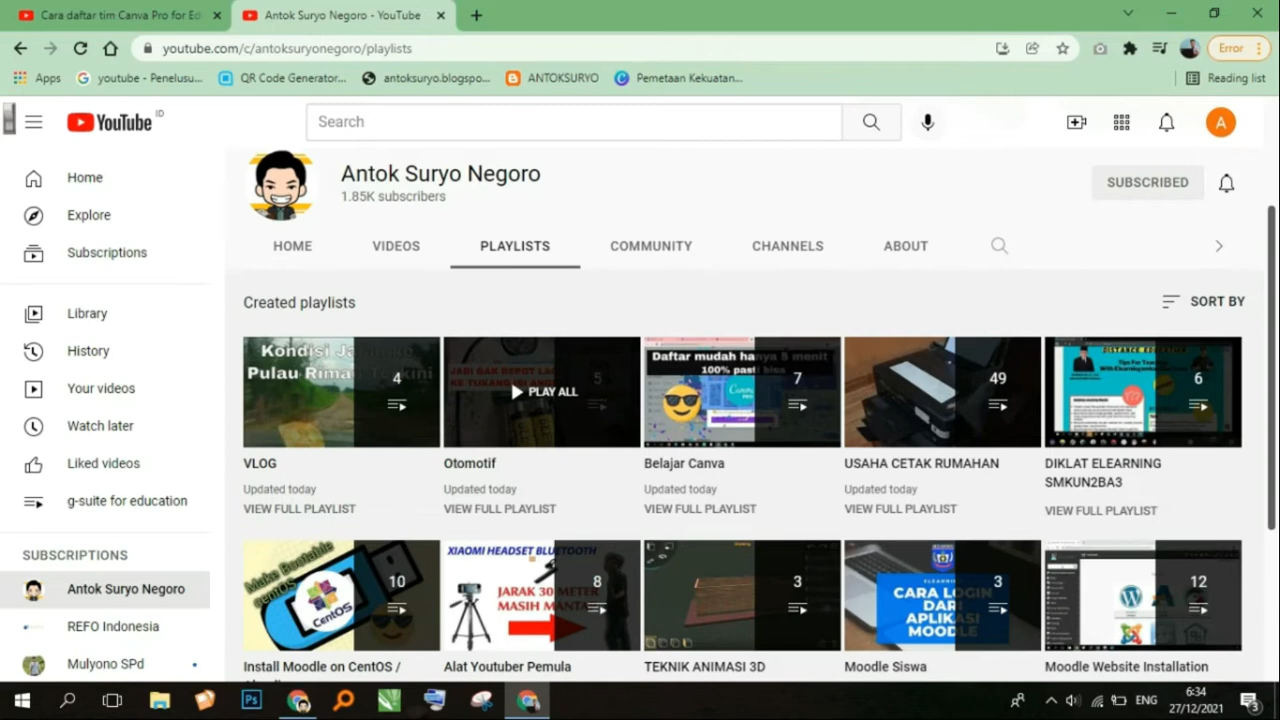 Cara daftar tim Canva Pro for Ed
Antok Suryo Negoro - YouTube
youtube.com/c/antoksuryonegoro/playlists
Error
Apps
youtube - Penelusu...
QR Code Generator...
antoksuryo.blogspo...
ANTOKSURYO
Pemetaan Kekuatan...
Reading list
YouTube ID
Search
A
Home
Explore
Subscriptions
Library
History
Your videos
Watch later
Liked videos
g-suite for education
SUBSCRIPTIONS
Antok Suryo Negoro
REFO Indonesia
Mulyono SPd
Antok Suryo Negoro
1.85K subscribers
SUBSCRIBED
HOME
VIDEOS
PLAYLISTS
COMMUNITY
CHANNELS
ABOUT
Created playlists
SORT BY
Kondisi
Pulau Rim
4
VLOG
Updated today
VIEW FULL PLAYLIST
5
PLAY ALL
Otomotif
Updated today
VIEW FULL PLAYLIST
Daftar mudah hanya 5 menit
100% pasti bisa
7
Belajar Canva
Updated today
VIEW FULL PLAYLIST
49
USAHA CETAK RUMAHAN
Updated today
VIEW FULL PLAYLIST
DISTANCE EDUCATION
6
DIKLAT ELEARNING
SMKUN2BA3
VIEW FULL PLAYLIST
CentOS
10
Install Moodle on CentOS /
XIAOMI HEADSET BLUETOOTH
JARAK 30 METER
MASIH MANTA
8
Alat Youtuber Pemula
3
TEKNIK ANIMASI 3D
CARA LOGIN
DARI
APLIKASI
MOODLE
3
Moodle Siswa
12
Moodle Website Installation
Ps
ENG
6:34
27/12/2021
3